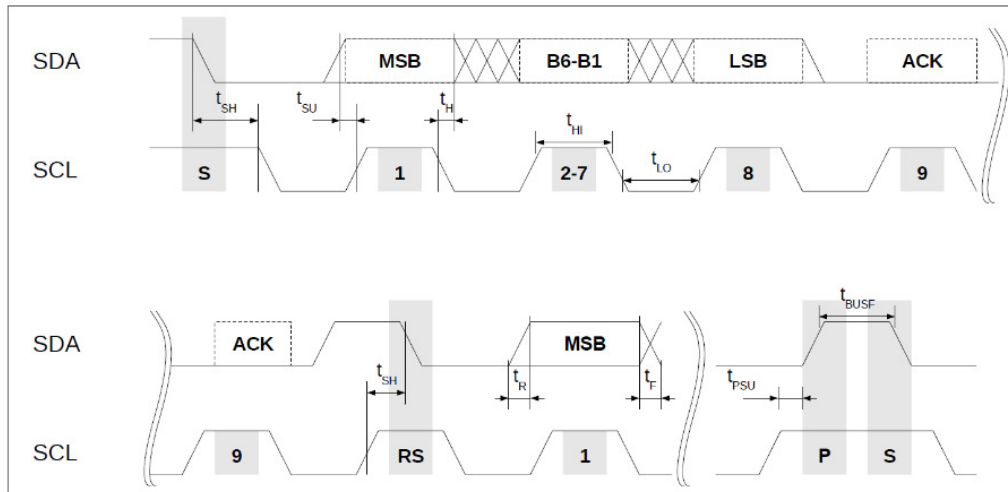 SDA MSB B6-B1 LSB ACK
tSH tSU tH tHI tLO
SCL S 1 2-7 8 9
tBUSF
SDA ACK MSB
tSH tR tF tPSU
SCL 9 RS 1 P S